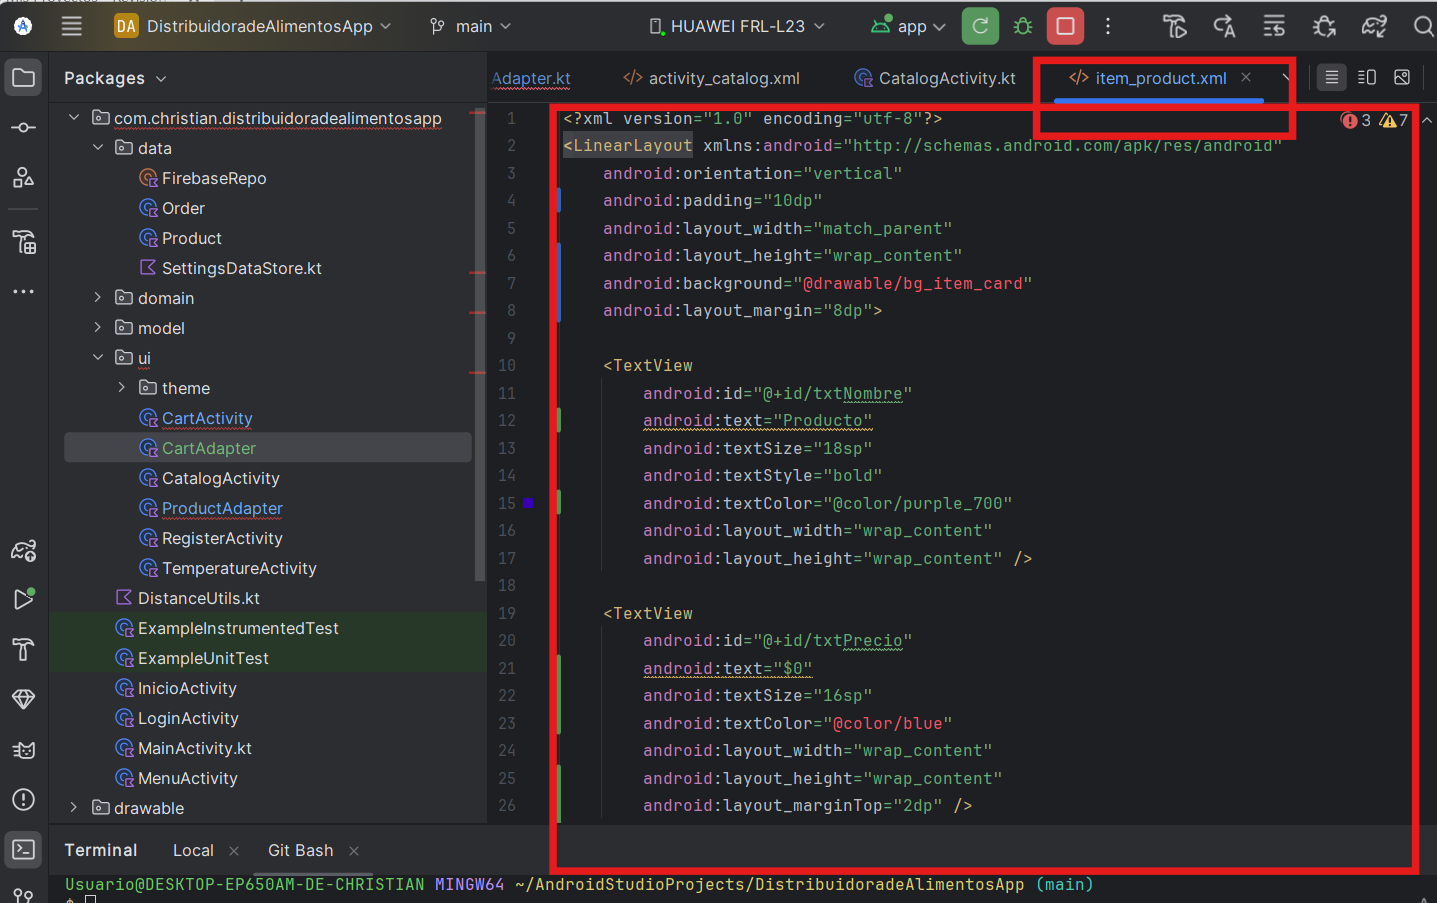 DA DistribuidoradeAlimentosApp main HUAWEI FRL-L23 app
Packages
Adapter.kt activity_catalog.xml CatalogActivity.kt item_product.xml
com.christian.distribuidoradealimentosapp
data
FirebaseRepo
Order
Product
SettingsDataStore.kt
domain
model
ui
theme
CartActivity
CartAdapter
CatalogActivity
ProductAdapter
RegisterActivity
TemperatureActivity
DistanceUtils.kt
ExampleInstrumentedTest
ExampleUnitTest
InicioActivity
LoginActivity
MainActivity.kt
MenuActivity
drawable
3 7
1 <?xml version="1.0" encoding="utf-8"?>
2 <LinearLayout xmlns:android="http://schemas.android.com/apk/res/android"
3 android:orientation="vertical"
4 android:padding="10dp"
5 android:layout_width="match_parent"
6 android:layout_height="wrap_content"
7 android:background="@drawable/bg_item_card"
8 android:layout_margin="8dp">
9
10 <TextView
11 android:id="@+id/txtNombre"
12 android:text="Producto"
13 android:textSize="18sp"
14 android:textStyle="bold"
15 android:textColor="@color/purple_700"
16 android:layout_width="wrap_content"
17 android:layout_height="wrap_content" />
18
19 <TextView
20 android:id="@+id/txtPrecio"
21 android:text="$0"
22 android:textSize="16sp"
23 android:textColor="@color/blue"
24 android:layout_width="wrap_content"
25 android:layout_height="wrap_content"
26 android:layout_marginTop="2dp" />
Terminal Local Git Bash
Usuario@DESKTOP-EP650AM-DE-CHRISTIAN MINGW64 ~/AndroidStudioProjects/DistribuidoradeAlimentosApp (main)